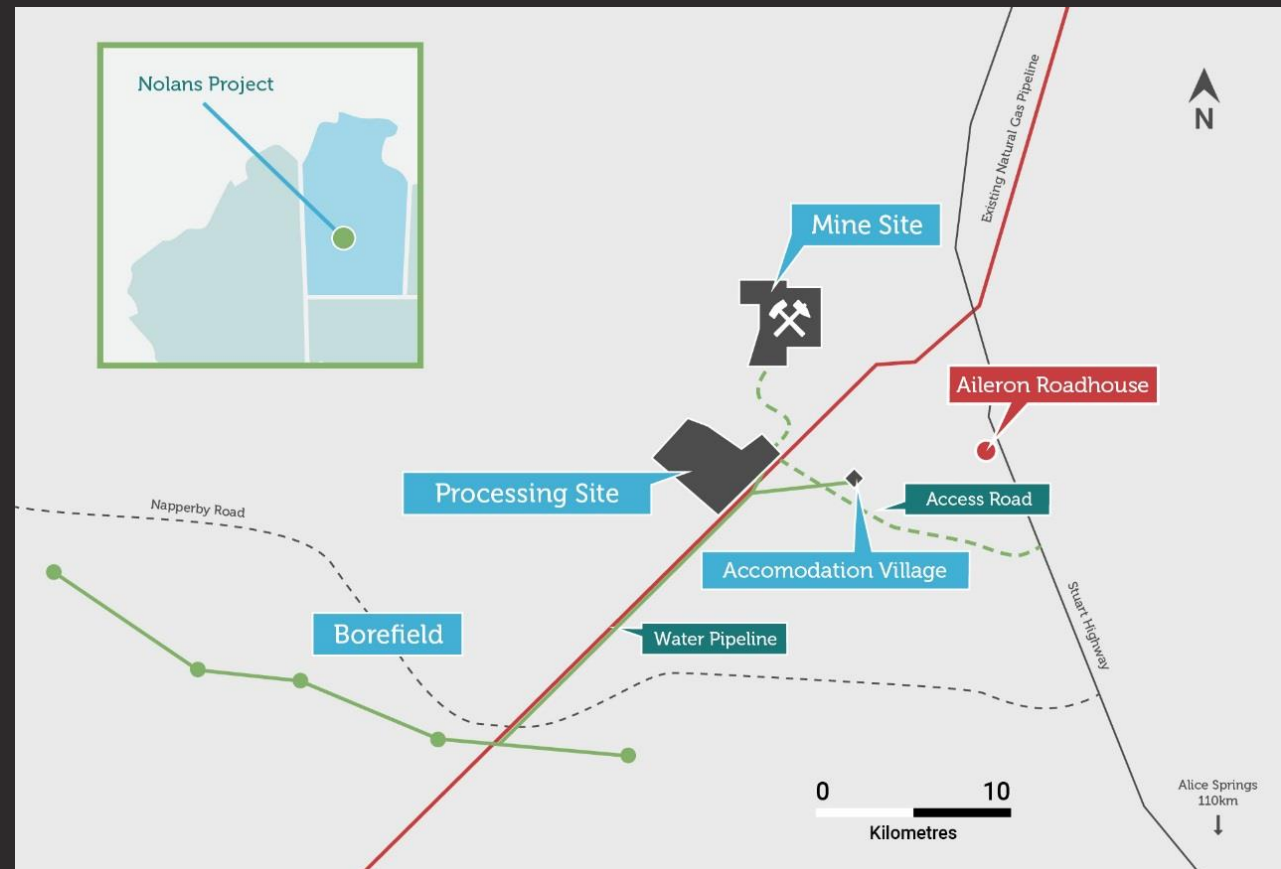 Nolans Project
Existing Natural Gas Pipeline
N
Mine Site
Aileron Roadhouse
Processing Site
Access Road
Napperby Road
Accomodation Village
Stuart Highway
Borefield
Water Pipeline
0 10
Kilometres
Alice Springs
110km